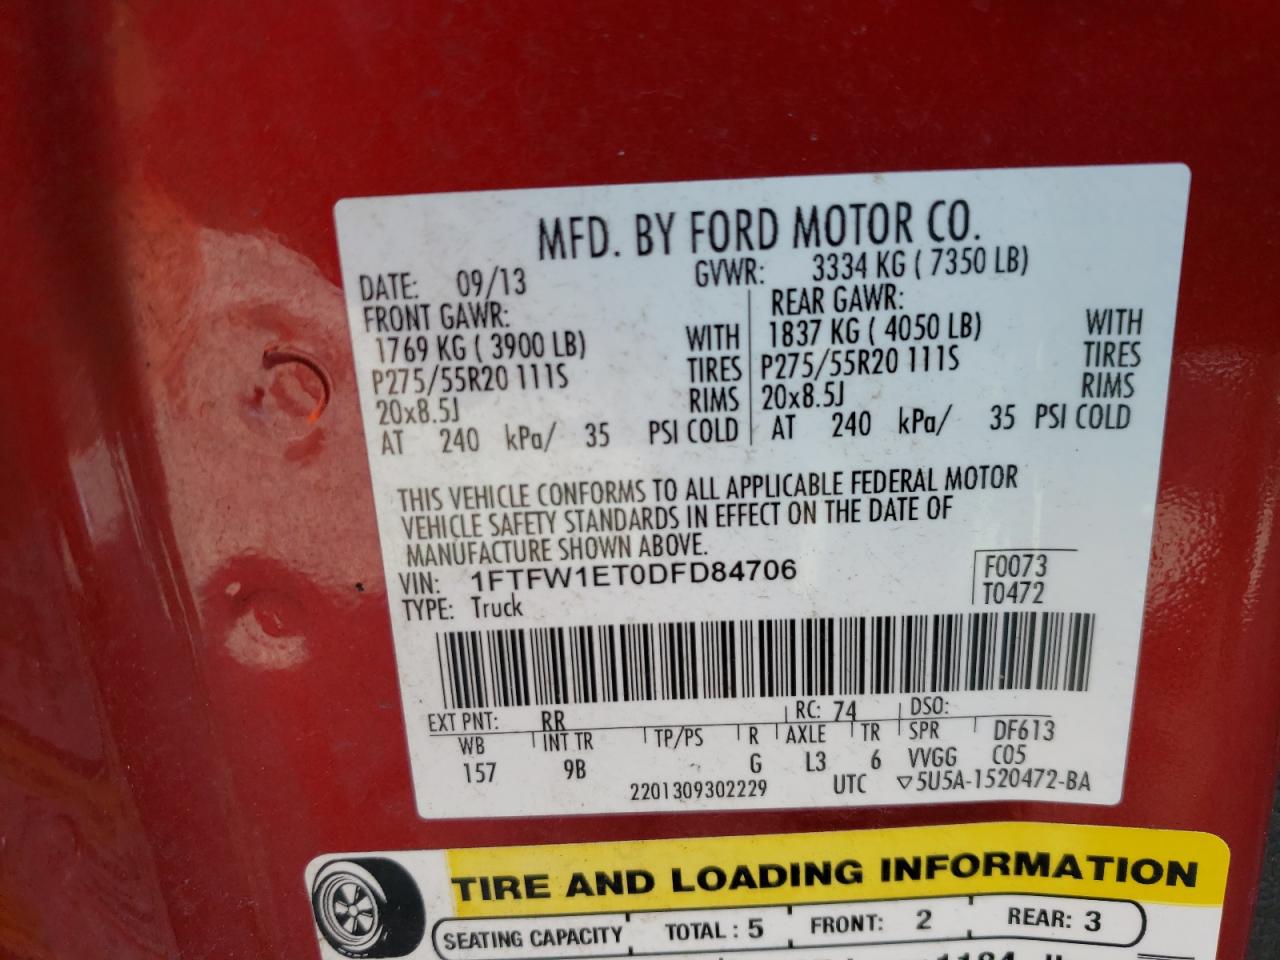 MFD. BY FORD MOTOR CO.
DATE: 09/13 GVWR: 3334 KG ( 7350 LB)
FRONT GAWR: REAR GAWR:
1769 KG ( 3900 LB) WITH 1837 KG ( 4050 LB) WITH
P275/55R20 111S TIRES P275/55R20 111S TIRES
20x8.5J RIMS 20x8.5J RIMS
AT 240 kPa/ 35 PSI COLD AT 240 kPa/ 35 PSI COLD
THIS VEHICLE CONFORMS TO ALL APPLICABLE FEDERAL MOTOR
VEHICLE SAFETY STANDARDS IN EFFECT ON THE DATE OF
MANUFACTURE SHOWN ABOVE.
VIN: 1FTFW1ET0DFD84706 F0073
TYPE: Truck T0472
EXT PNT: RR RC: 74 DSO:
WB INT TR TP/PS R AXLE TR SPR DF613
157 9B G L3 6 VVGG C05
2201309302229 UTC ▽5U5A-1520472-BA
TIRE AND LOADING INFORMATION
SEATING CAPACITY TOTAL : 5 FRONT: 2 REAR: 3